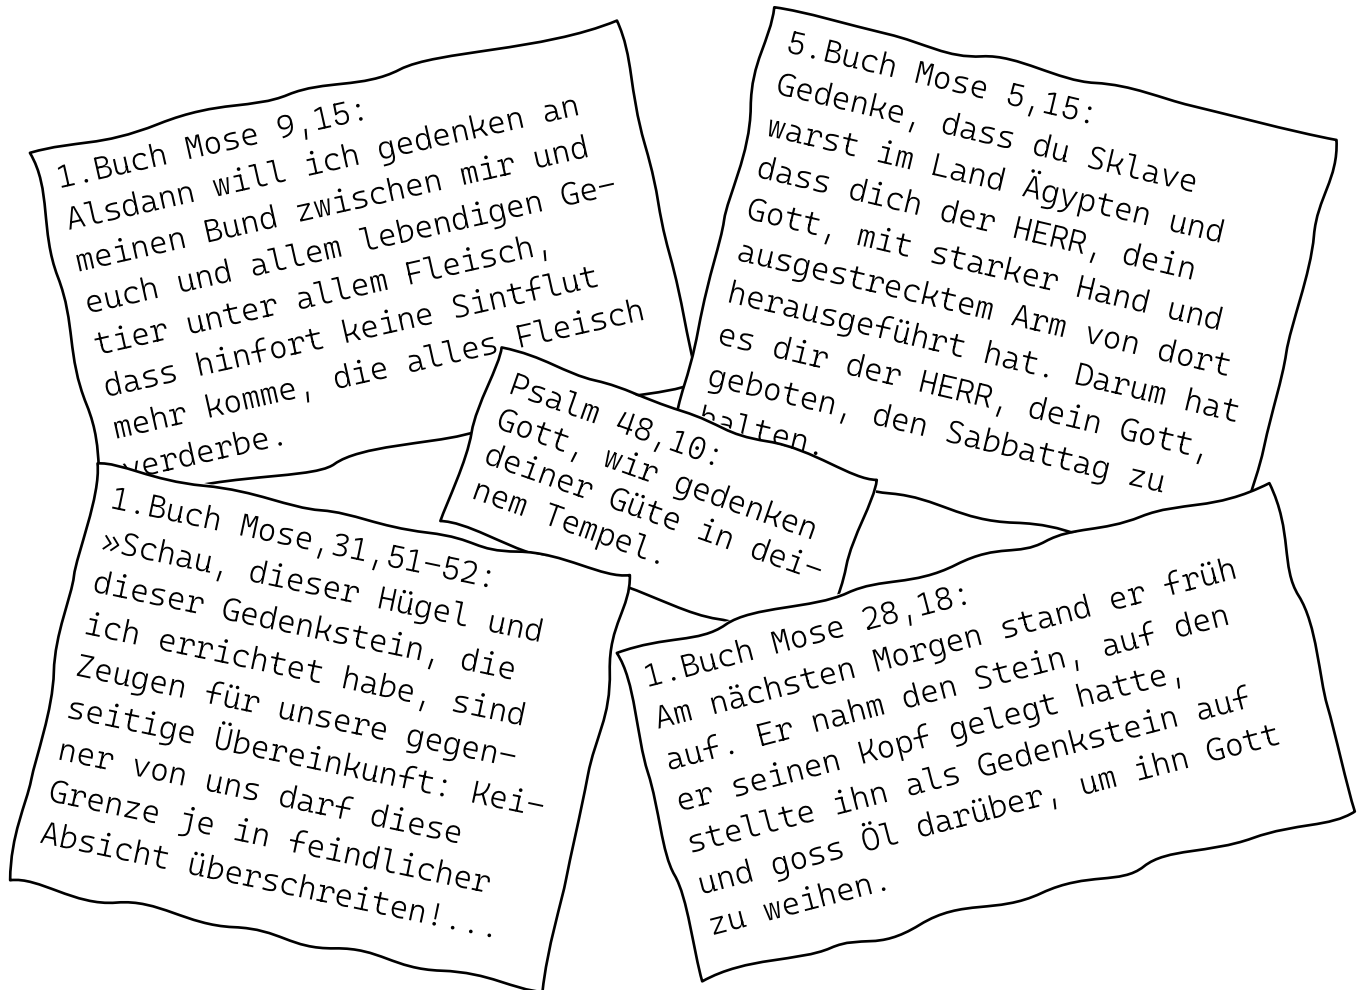 1.Buch Mose 9,15:
Alsdann will ich gedenken an
meinen Bund zwischen mir und
euch und allem lebendigen Ge-
tier unter allem Fleisch,
dass hinfort keine Sintflut
mehr komme, die alles Fleisch
verderbe.
5.Buch Mose 5,15:
Gedenke, dass du Sklave
warst im Land Ägypten und
dass dich der HERR, dein
Gott, mit starker Hand und
ausgestrecktem Arm von dort
herausgeführt hat. Darum hat
es dir der HERR, dein Gott,
geboten, den Sabbattag zu
halten.
Psalm 48,10:
Gott, wir gedenken
deiner Güte in dei-
nem Tempel.
1.Buch Mose,31,51-52:
»Schau, dieser Hügel und
dieser Gedenkstein, die
ich errichtet habe, sind
Zeugen für unsere gegen-
seitige Übereinkunft: Kei-
ner von uns darf diese
Grenze je in feindlicher
Absicht überschreiten!...
1.Buch Mose 28,18:
Am nächsten Morgen stand er früh
auf. Er nahm den Stein, auf den
er seinen Kopf gelegt hatte,
stellte ihn als Gedenkstein auf
und goss Öl darüber, um ihn Gott
zu weihen.